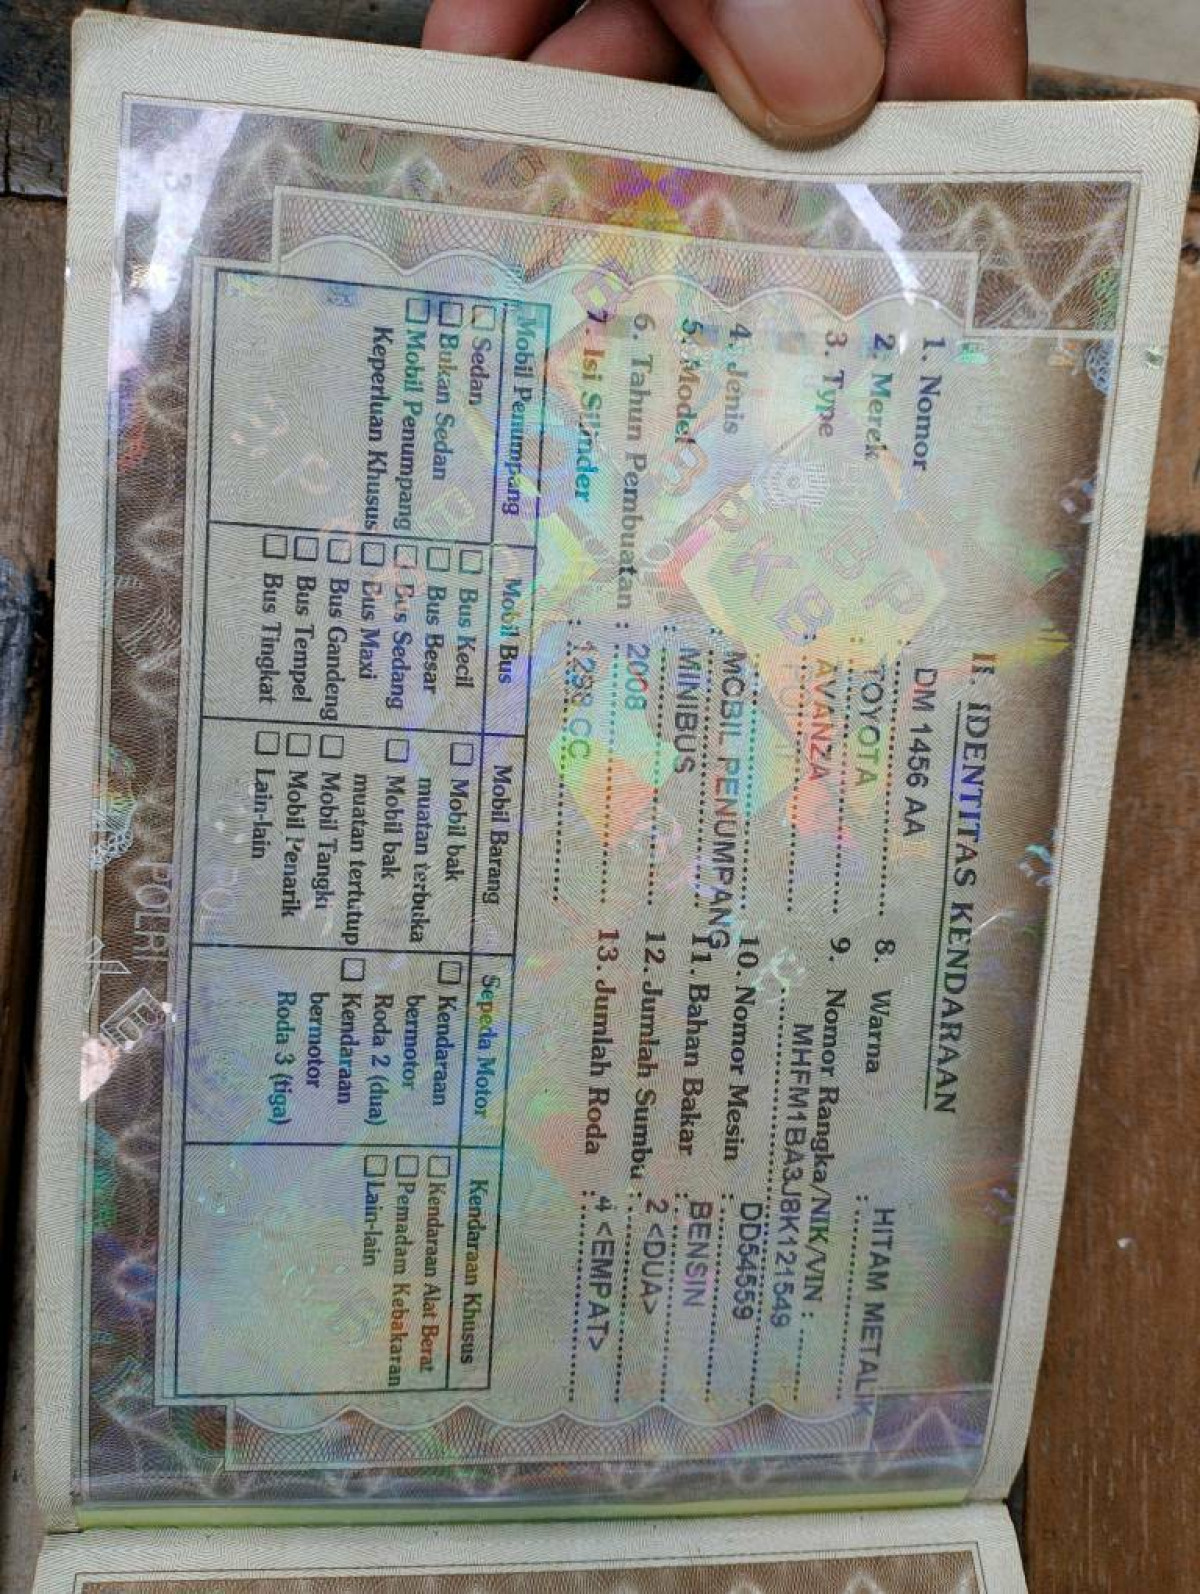 II. IDENTITAS KENDARAAN
1. Nomor : DM 1456 AA
2. Merek : TOYOTA
3. Type : AVANZA
4. Jenis : MOBIL PENUMPANG
5. Model : MINIBUS
6. Tahun Pembuatan : 2008
7. Isi Silinder : 1298 CC
8. Warna : HITAM METALIK
9. Nomor Rangka/NIK/VIN :
MHFM1BA3J8K121549
10. Nomor Mesin : DD54559
11. Bahan Bakar : BENSIN
12. Jumlah Sumbu : 2 <DUA>
13. Jumlah Roda : 4 <EMPAT>
Mobil Penumpang
☐ Sedan
☐ Bukan Sedan
☐ Mobil Penumpang
Keperluan Khusus
Mobil Bus
☐ Bus Kecil
☐ Bus Besar
☐ Bus Sedang
☐ Bus Maxi
☐ Bus Gandeng
☐ Bus Tempel
☐ Bus Tingkat
Mobil Barang
☐ Mobil bak
muatan terbuka
☐ Mobil bak
muatan tertutup
☐ Mobil Tangki
☐ Mobil Penarik
☐ Lain-lain
Sepeda Motor
☐ Kendaraan
bermotor
Roda 2 (dua)
☐ Kendaraan
bermotor
Roda 3 (tiga)
Kendaraan Khusus
☐ Kendaraan Alat Berat
☐ Pemadam Kebakaran
☐ Lain-lain
BPKB
POLRI